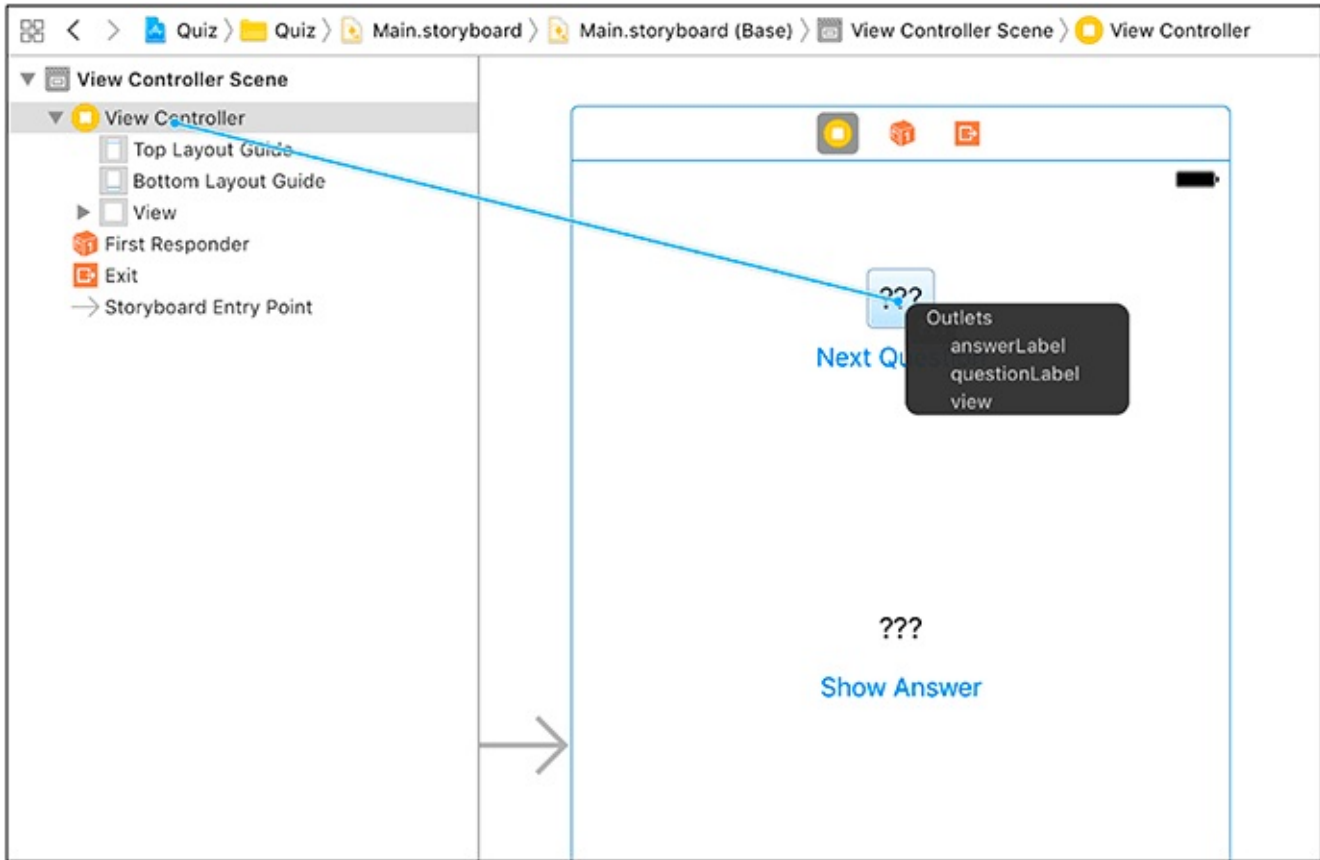 Quiz 〉 Quiz 〉 Main.storyboard 〉 Main.storyboard (Base) 〉 View Controller Scene 〉 View Controller
View Controller Scene
View Controller
Top Layout Guide
Bottom Layout Guide
View
First Responder
Exit
Storyboard Entry Point
???
Outlets
answerLabel
questionLabel
view
Next
???
Show Answer